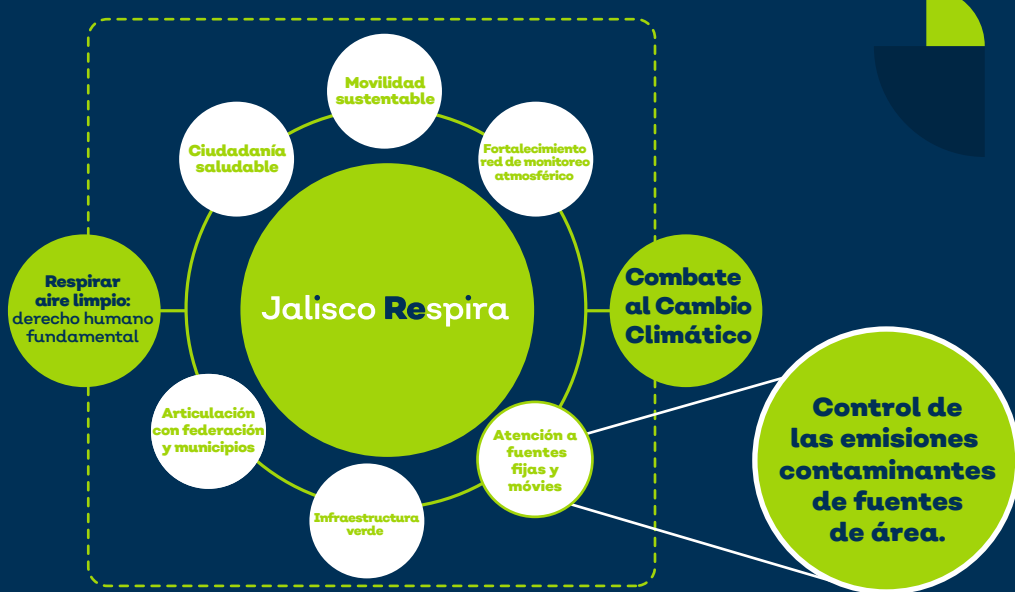 Movilidad
sustentable
Ciudadanía
saludable
Fortalecimiento
red de monitoreo
atmosférico
Respirar
aire limpio:
derecho humano
fundamental
Jalisco Respira
Combate
al Cambio
Climático
Articulación
con federación
y municipios
Atención a
fuentes
fijas y
móvies
Infraestructura
verde
Control de
las emisiones
contaminantes
de fuentes
de área.